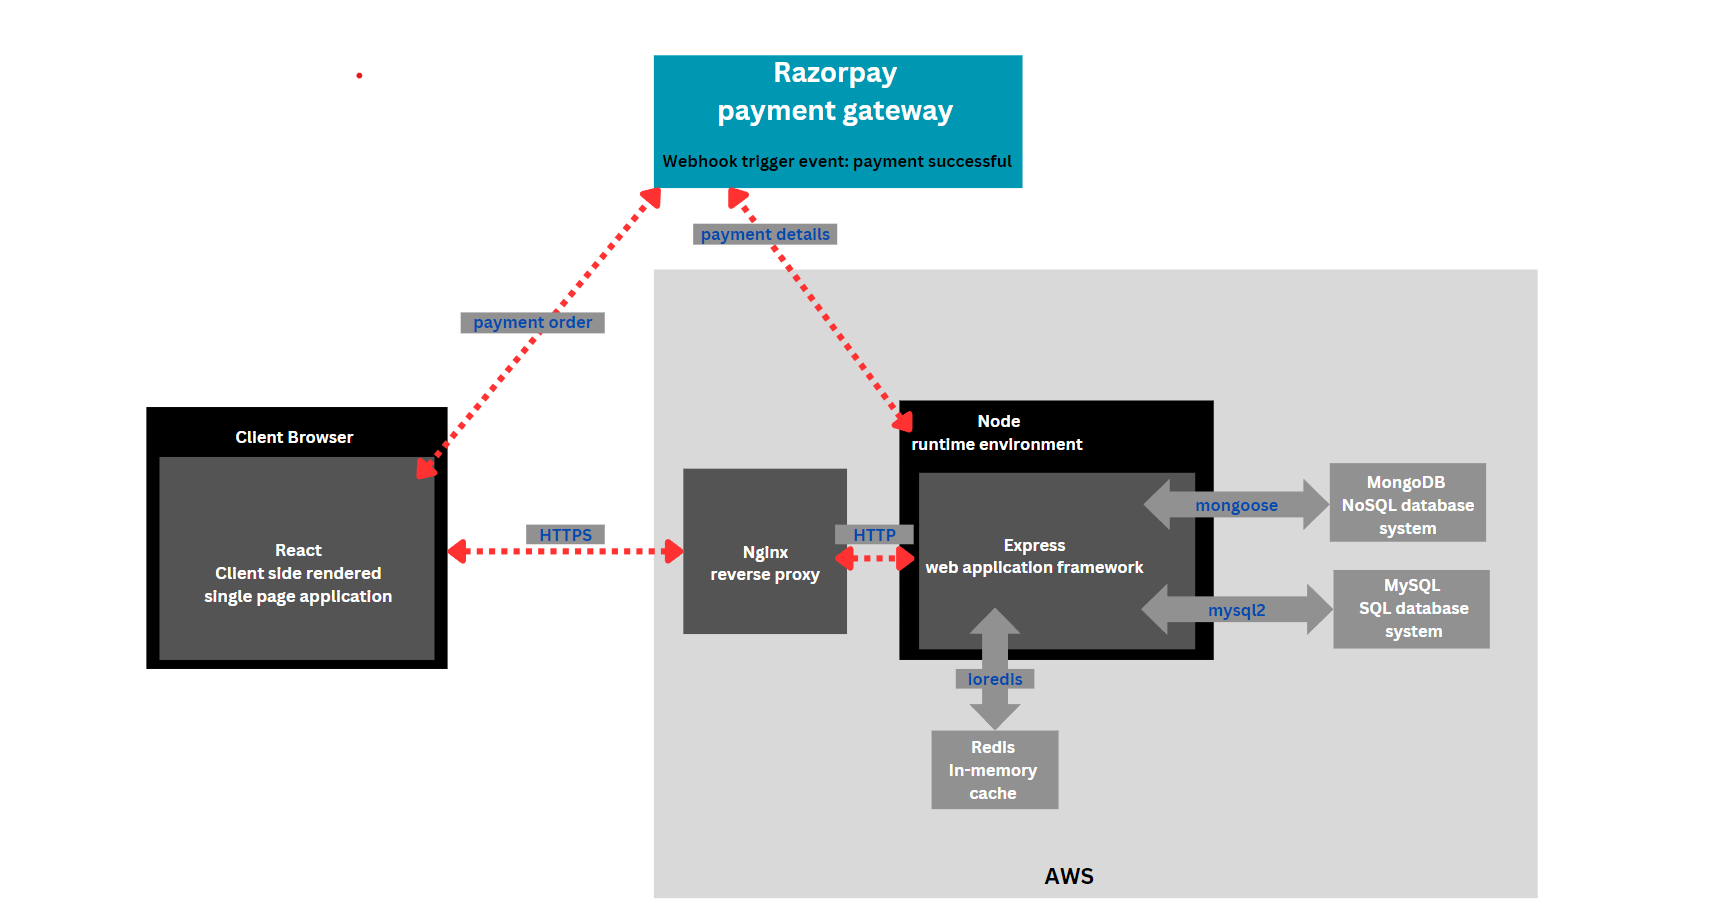 Razorpay
payment gateway
Webhook trigger event: payment successful
payment details
payment order
Client Browser
React
Client side rendered
single page application
HTTPS
Nginx
reverse proxy
HTTP
Node
runtime environment
Express
web application framework
mongoose
MongoDB
NoSQL database
system
mysql2
MySQL
SQL database
system
ioredis
Redis
In-memory
cache
AWS